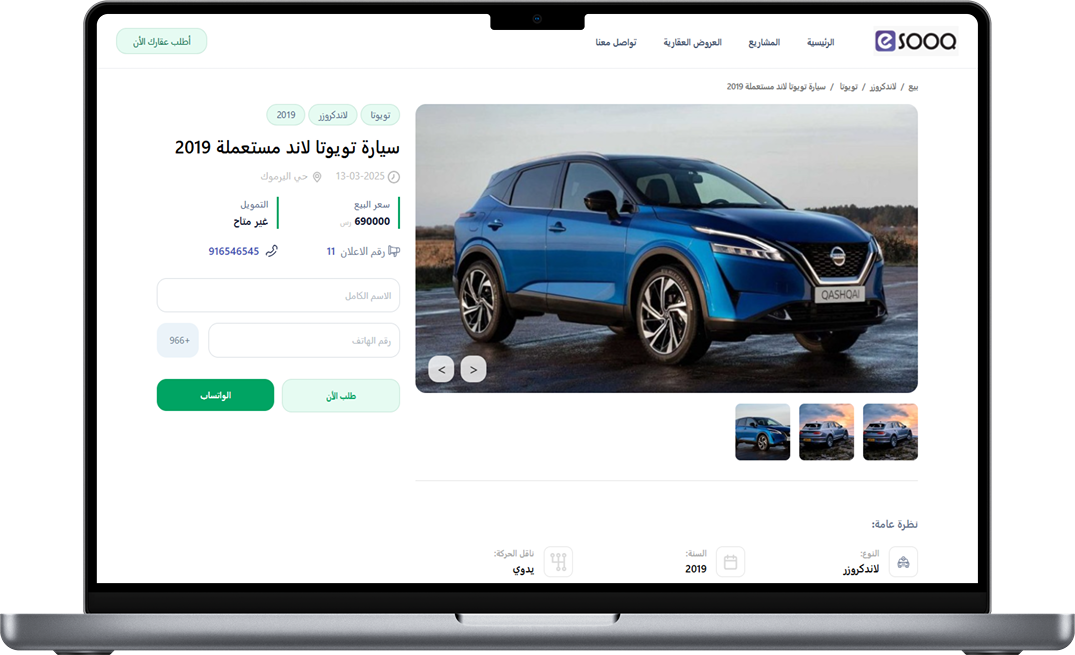 eSOOQ
الرئيسية
المشاريع
العروض العقارية
تواصل معنا
أطلب عقارك الأن
بيع / لاندكروزر / تويوتا / سيارة تويوتا لاند مستعملة 2019
تويوتا
لاندكروزر
2019
سيارة تويوتا لاند مستعملة 2019
13-03-2025
حي اليرموك
سعر البيع
690000 ر.س
التمويل
غير متاح
رقم الاعلان 11
916546545
الاسم الكامل
رقم الهاتف
966+
طلب الأن
الواتساب
QASHQAI
< >
نظرة عامة:
النوع:
لاندكروزر
السنة:
2019
ناقل الحركة:
يدوي